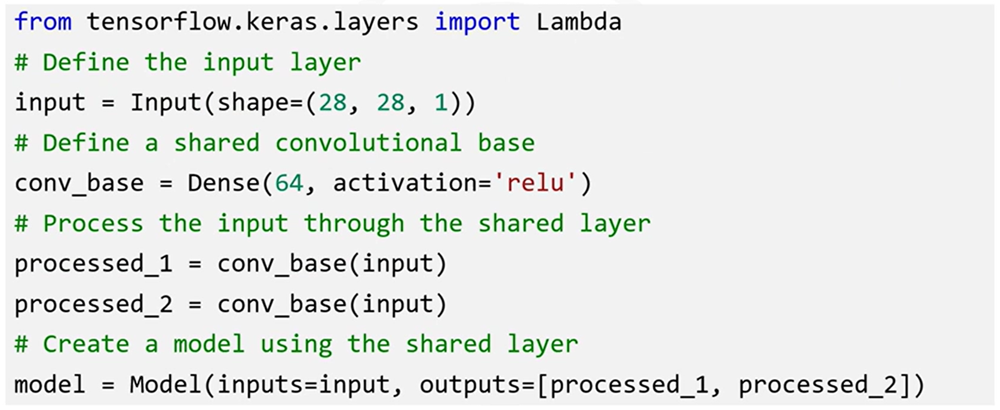 from tensorflow.keras.layers import Lambda
# Define the input layer
input = Input(shape=(28, 28, 1))
# Define a shared convolutional base
conv_base = Dense(64, activation='relu')
# Process the input through the shared layer
processed_1 = conv_base(input)
processed_2 = conv_base(input)
# Create a model using the shared layer
model = Model(inputs=input, outputs=[processed_1, processed_2])